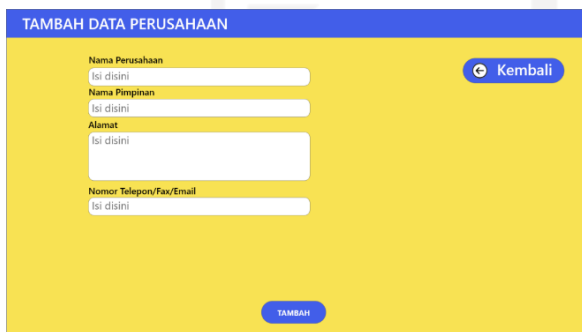 TAMBAH DATA PERUSAHAAN
Nama Perusahaan
Isi disini
Kembali
Nama Pimpinan
Isi disini
Alamat
Isi disini
Nomor Telepon/Fax/Email
Isi disini
TAMBAH